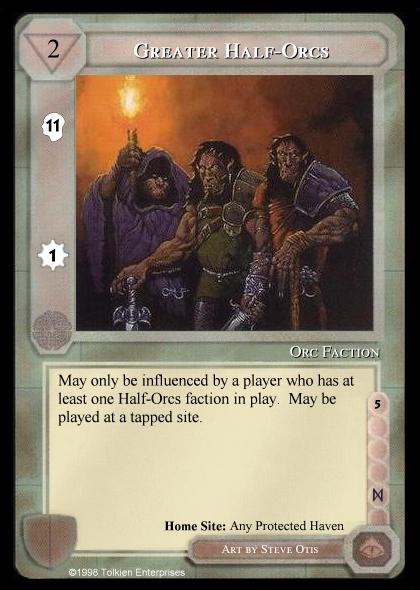 2
GREATER HALF-ORCS
11
1
ORC FACTION
May only be influenced by a player who has at
least one Half-Orcs faction in play.  May be
played at a tapped site.
5
ᛞ
Home Site: Any Protected Haven
ART BY STEVE OTIS
©1998 Tolkien Enterprises